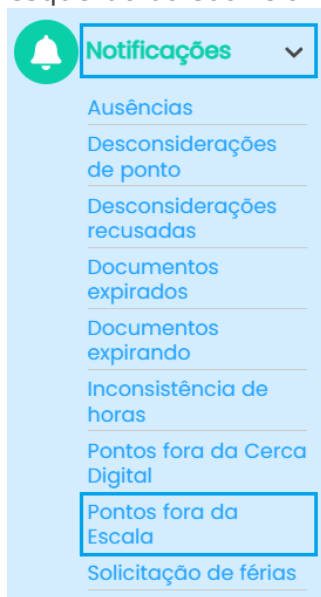 Notificações
Ausências
Desconsiderações
de ponto
Desconsiderações
recusadas
Documentos
expirados
Documentos
expirando
Inconsistência de
horas
Pontos fora da Cerca
Digital
Pontos fora da
Escala
Solicitação de férias